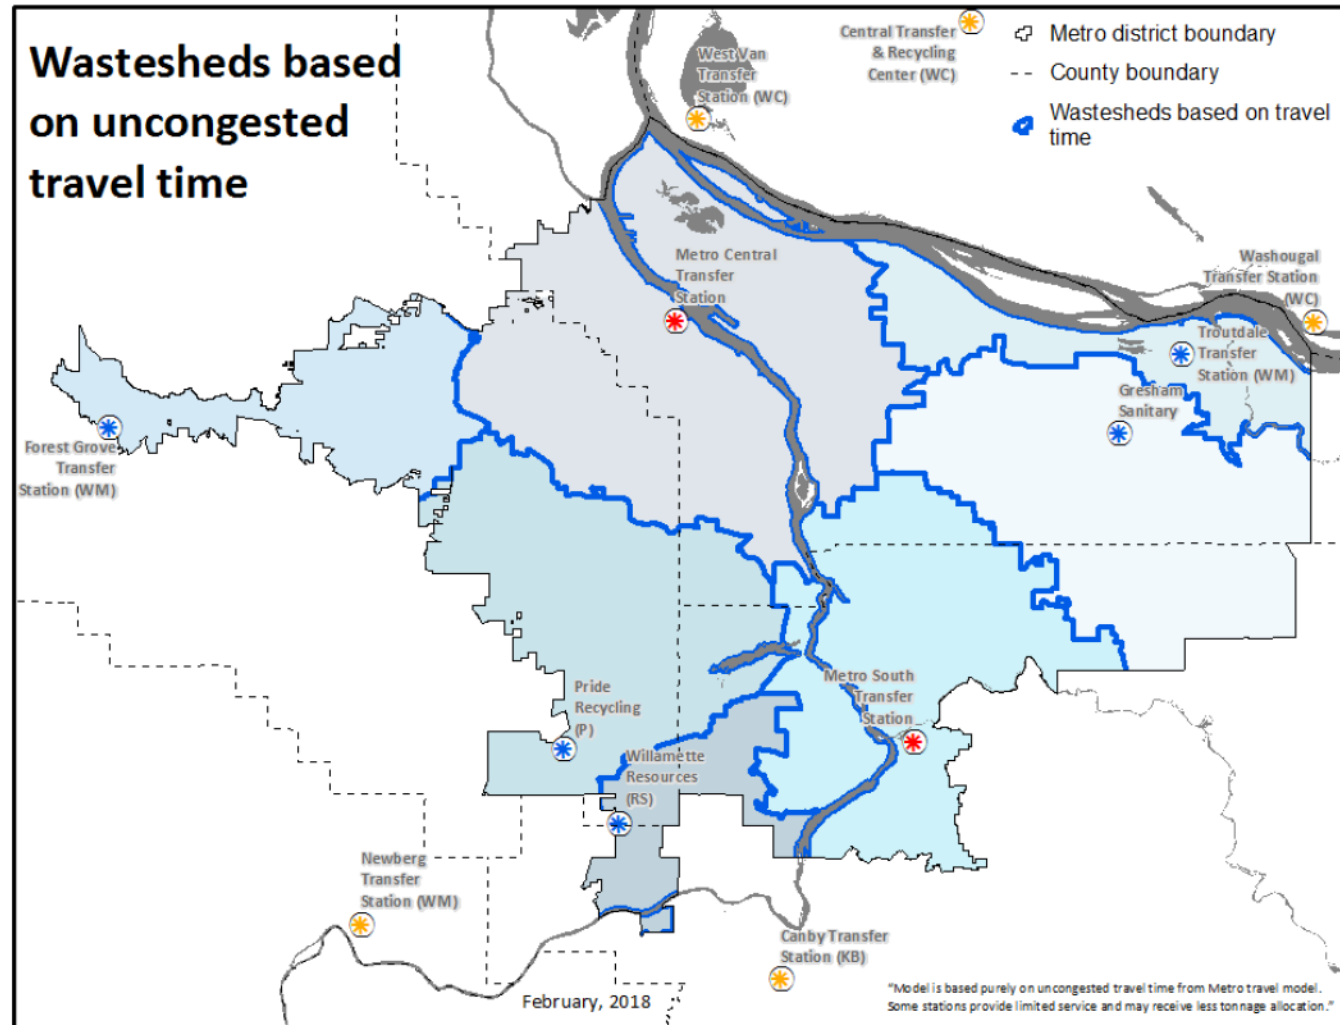 Wastesheds based
on uncongested
travel time
Central Transfer
& Recycling
Center (WC)
Metro district boundary
County boundary
Wastesheds based on travel
time
West Van
Transfer
Station (WC)
Metro Central
Transfer
Station
Washougal
Transfer Station
(WC)
Troutdale
Transfer
Station (WM)
Gresham
Sanitary
Forest Grove
Transfer
Station (WM)
Metro South
Transfer
Station
Pride
Recycling
(P)
Willamette
Resources
(RS)
Newberg
Transfer
Station (WM)
Canby Transfer
Station (KB)
February, 2018
"Model is based purely on uncongested travel time from Metro travel model.
Some stations provide limited service and may receive less tonnage allocation."